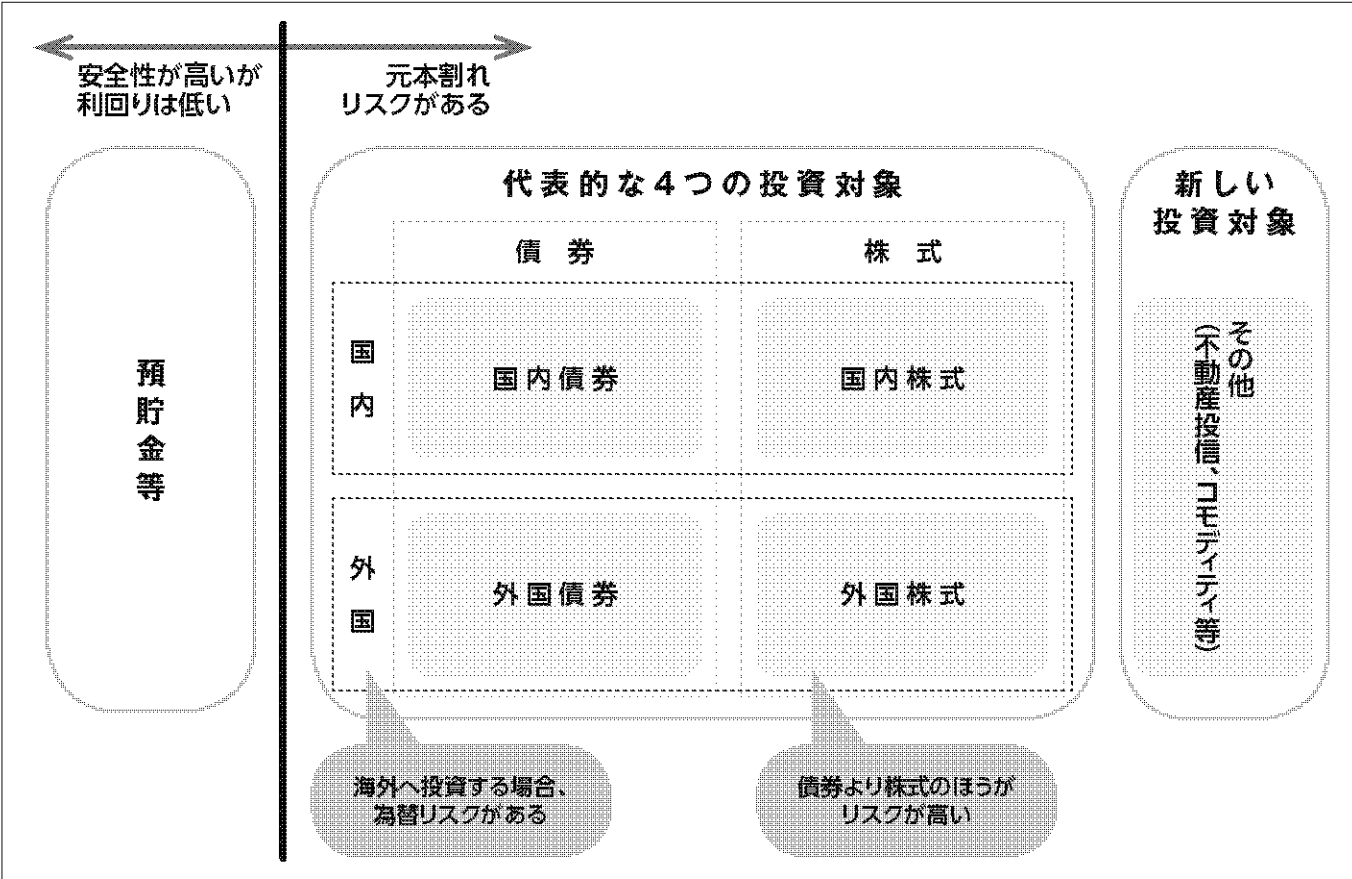 安全性が高いが
利回りは低い
元本割れ
リスクがある
預貯金等
代表的な4つの投資対象
債券
株式
国内
国内債券
国内株式
外国
外国債券
外国株式
新しい
投資対象
その他
(不動産投信、コモディティ等)
海外へ投資する場合、
為替リスクがある
債券より株式のほうが
リスクが高い